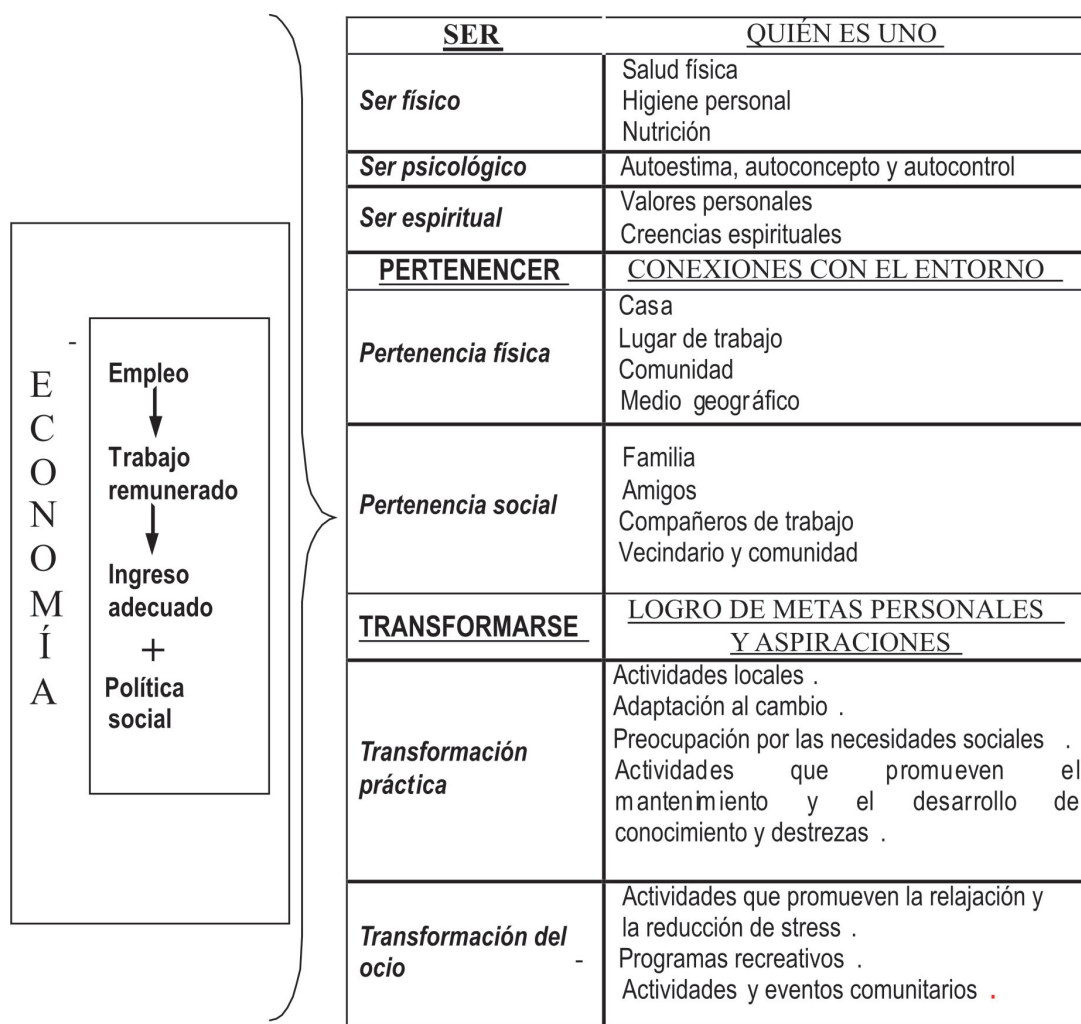 ECONOMÍA
Empleo
Trabajo
remunerado
Ingreso
adecuado
+
Política
social
SER QUIÉN ES UNO
Ser físico
Salud física
Higiene personal
Nutrición
Ser psicológico Autoestima, autoconcepto y autocontrol
Ser espiritual
Valores personales
Creencias espirituales
PERTENENCER CONEXIONES CON EL ENTORNO
Pertenencia física
Casa
Lugar de trabajo
Comunidad
Medio geográfico
Pertenencia social
Familia
Amigos
Compañeros de trabajo
Vecindario y comunidad
TRANSFORMARSE
LOGRO DE METAS PERSONALES
Y ASPIRACIONES
Transformación
práctica
Actividades locales .
Adaptación al cambio .
Preocupación por las necesidades sociales .
Actividades que promueven el
mantenimiento y el desarrollo de
conocimiento y destrezas .
Transformación del
ocio -
Actividades que promueven la relajación y
la reducción de stress .
Programas recreativos .
Actividades y eventos comunitarios .